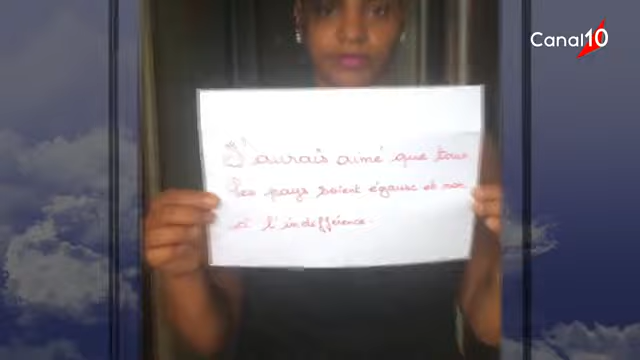 Canal10
J'aurais aimé que tous
les pays soient égaux et non
à l'indifférence.